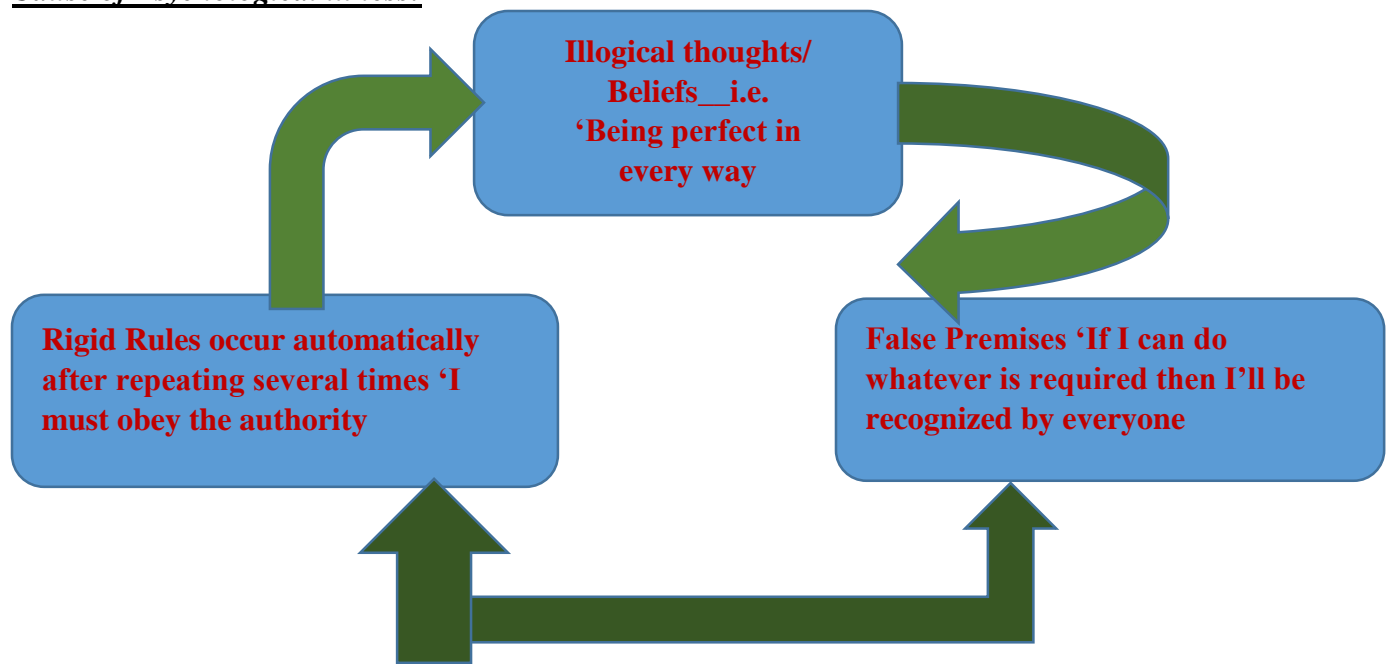 Illogical thoughts/
Beliefs__i.e.
‘Being perfect in
every way
Rigid Rules occur automatically
after repeating several times ‘I
must obey the authority
False Premises ‘If I can do
whatever is required then I’ll be
recognized by everyone